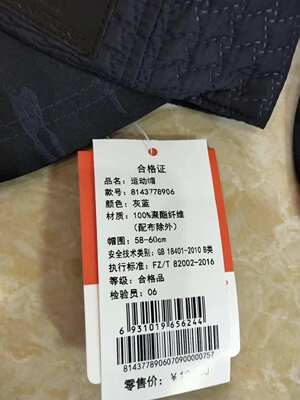 合格证
品名：运动帽
款号：8143778906
颜色：灰蓝
材质：100%聚酯纤维
（配布除外）
帽围：58-60cm
安全技术类别：GB 18401-2010 B类
执行标准：FZ/T 82002-2016
等级：合格品
检验员：06
6 931019 656244
8143778906070900000757
零售价：